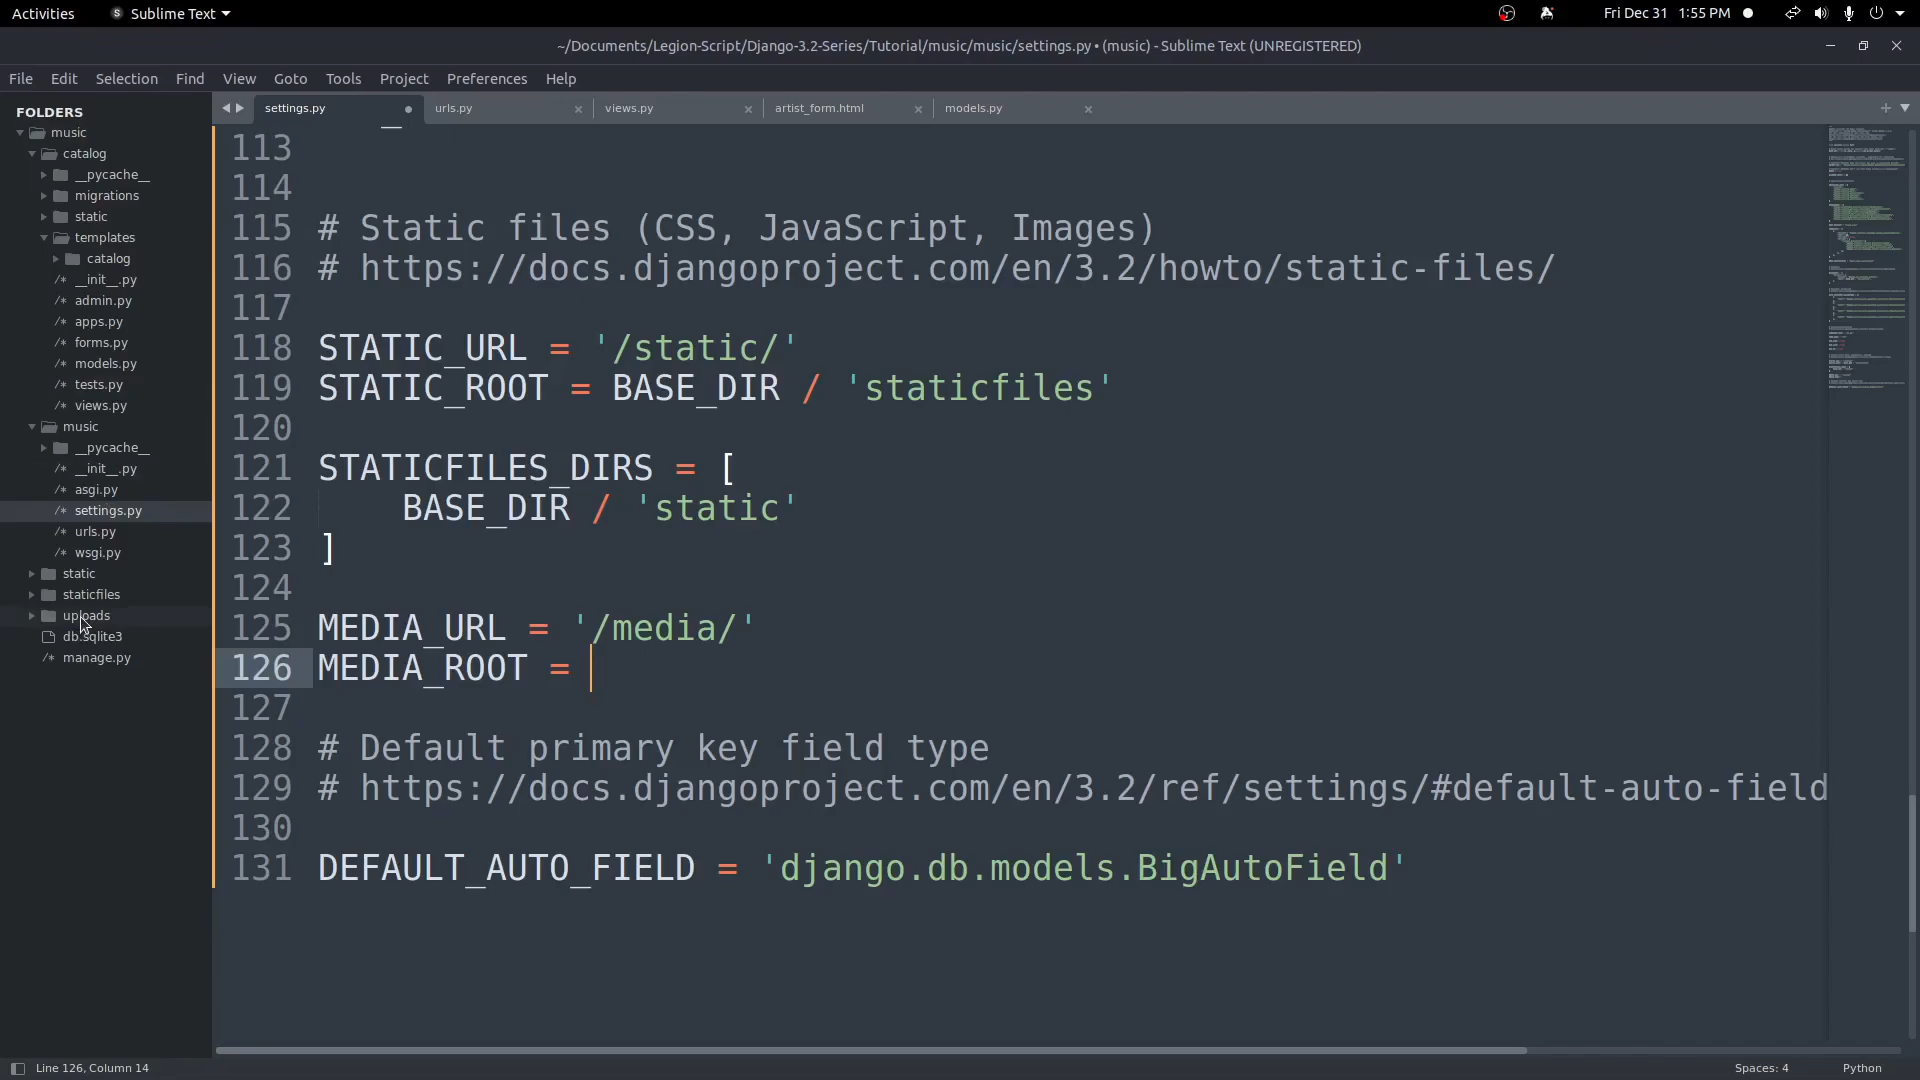 Activities
Sublime Text
Fri Dec 31 1:55 PM
~/Documents/Legion-Script/Django-3.2-Series/Tutorial/music/music/settings.py • (music) - Sublime Text (UNREGISTERED)
File Edit Selection Find View Goto Tools Project Preferences Help
FOLDERS
music
catalog
__pycache__
migrations
static
templates
catalog
/* __init__.py
/* admin.py
/* apps.py
/* forms.py
/* models.py
/* tests.py
/* views.py
music
__pycache__
/* __init__.py
/* asgi.py
/* settings.py
/* urls.py
/* wsgi.py
static
staticfiles
uploads
db.sqlite3
/* manage.py
settings.py urls.py views.py artist_form.html models.py
113
114
115 # Static files (CSS, JavaScript, Images)
116 # https://docs.djangoproject.com/en/3.2/howto/static-files/
117
118 STATIC_URL = '/static/'
119 STATIC_ROOT = BASE_DIR / 'staticfiles'
120
121 STATICFILES_DIRS = [
122 BASE_DIR / 'static'
123 ]
124
125 MEDIA_URL = '/media/'
126 MEDIA_ROOT =
127
128 # Default primary key field type
129 # https://docs.djangoproject.com/en/3.2/ref/settings/#default-auto-field
130
131 DEFAULT_AUTO_FIELD = 'django.db.models.BigAutoField'
Line 126, Column 14
Spaces: 4
Python